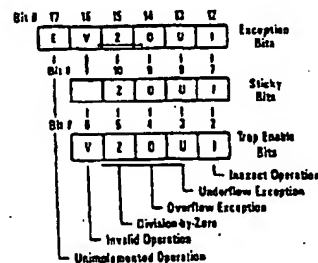 Bit # 17 16 15 14 13 12
E V Z O U I Exception Bits
Bit # 10 9 8 7
Z O U I Sticky Bits
Bit # 6 5 4 3 2
V Z O U I Trap Enable Bits
Inexact Operation
Underflow Exception
Overflow Exception
Division-by-Zero
Invalid Operation
Unimplemented Operation